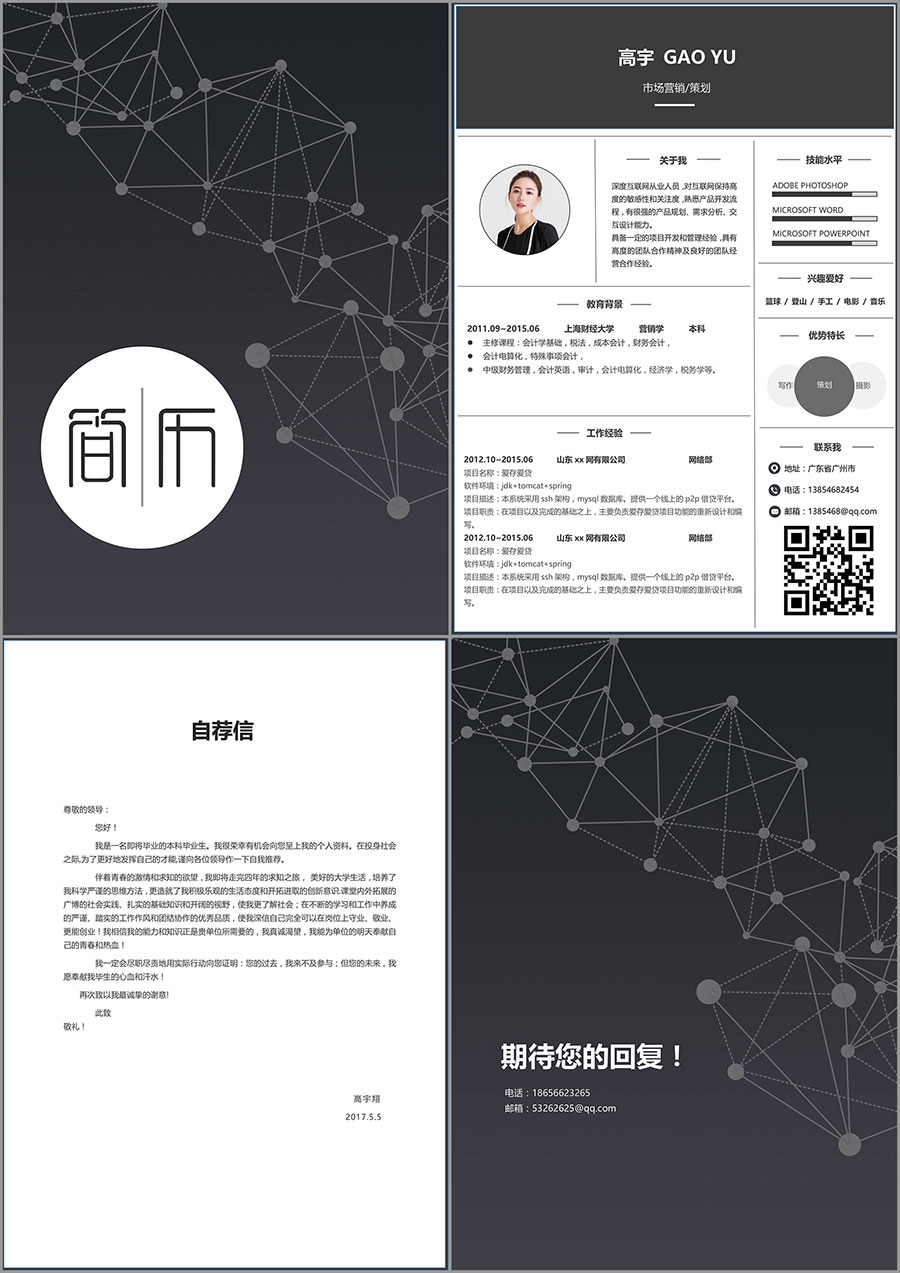 简历
高宇 GAO YU
市场营销/策划
关于我
深度互联网从业人员,对互联网保持高
度的敏感性和关注度,熟悉产品开发流
程,有很强的产品规划、需求分析、交
互设计能力。
具备一定的项目开发和管理经验,具有
高度的团队合作精神及良好的团队经
营合作经验。
教育背景
2011.09~2015.06 上海财经大学 营销学 本科
● 主修课程:会计学基础,税法,成本会计,财务会计,
● 会计电算化,特殊事项会计,
● 中级财务管理,会计英语,审计,会计电算化,经济学,税务学等。
工作经验
2012.10~2015.06 山东 xx 网有限公司 网络部
项目名称:爱存爱贷
软件环境:jdk+tomcat+spring
项目描述:本系统采用 ssh 架构,mysql 数据库。提供一个线上的 p2p 借贷平台。
项目职责:在项目以及完成的基础之上,主要负责爱存爱贷项目功能的重新设计和编
写。
2012.10~2015.06 山东 xx 网有限公司 网络部
项目名称:爱存爱贷
软件环境:jdk+tomcat+spring
项目描述:本系统采用 ssh 架构,mysql 数据库。提供一个线上的 p2p 借贷平台。
项目职责:在项目以及完成的基础之上,主要负责爱存爱贷项目功能的重新设计和编
写。
技能水平
ADOBE PHOTOSHOP
MICROSOFT WORD
MICROSOFT POWERPOINT
兴趣爱好
篮球 / 登山 / 手工 / 电影 / 音乐
优势特长
写作 策划 摄影
联系我
地址:广东省广州市
电话:13854682454
邮箱:1385468@qq.com
自荐信
尊敬的领导:
您好!
我是一名即将毕业的本科毕业生。我很荣幸有机会向您呈上我的个人资料。在投身社会
之际,为了更好地发挥自己的才能,谨向各位领导作一下自我推荐。
伴着青春的激情和求知的欲望,我即将走完四年的求知之旅, 美好的大学生活,培养了
我科学严谨的思维方法,更造就了我积极乐观的生活态度和开拓进取的创新意识.课堂内外拓展的
广博的社会实践、扎实的基础知识和开阔的视野,使我更了解社会;在不断的学习和工作中养成
的严谨、踏实的工作作风和团结协作的优秀品质,使我深信自己完全可以在岗位上守业、敬业、
更能创业!我相信我的能力和知识正是贵单位所需要的,我真诚渴望,我能为单位的明天奉献自
己的青春和热血!
我一定会尽职尽责地用实际行动向您证明:您的过去,我来不及参与;但您的未来,我
愿奉献我毕生的心血和汗水!
再次致以我最诚挚的谢意!
此致
敬礼!
高宇翔
2017.5.5
期待您的回复!
电话:18656623265
邮箱:53262625@qq.com